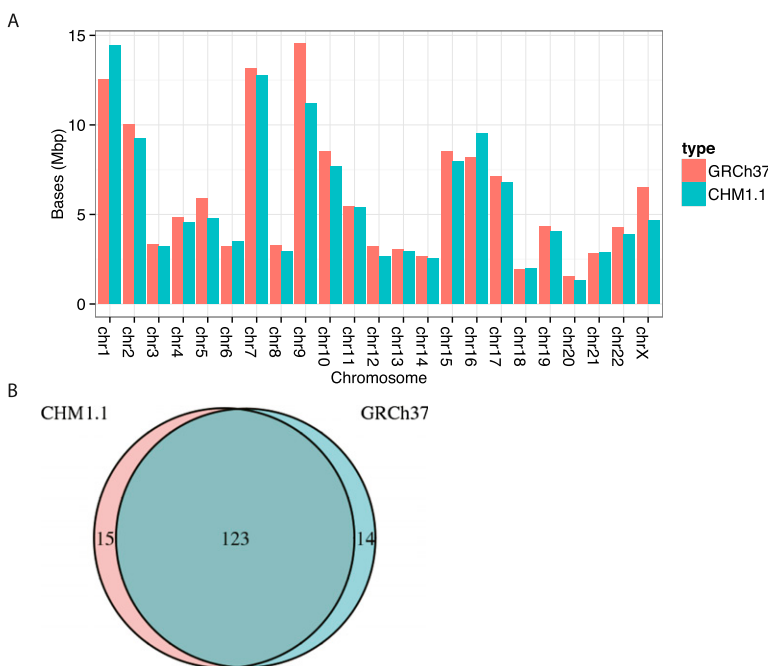 A
15
10
5
0
Bases (Mbp)
type
GRCh37
CHM1.1
chr1 chr2 chr3 chr4 chr5 chr6 chr7 chr8 chr9 chr10 chr11 chr12 chr13 chr14 chr15 chr16 chr17 chr18 chr19 chr20 chr21 chr22 chrX
Chromosome
B
CHM1.1 GRCh37
15 123 14